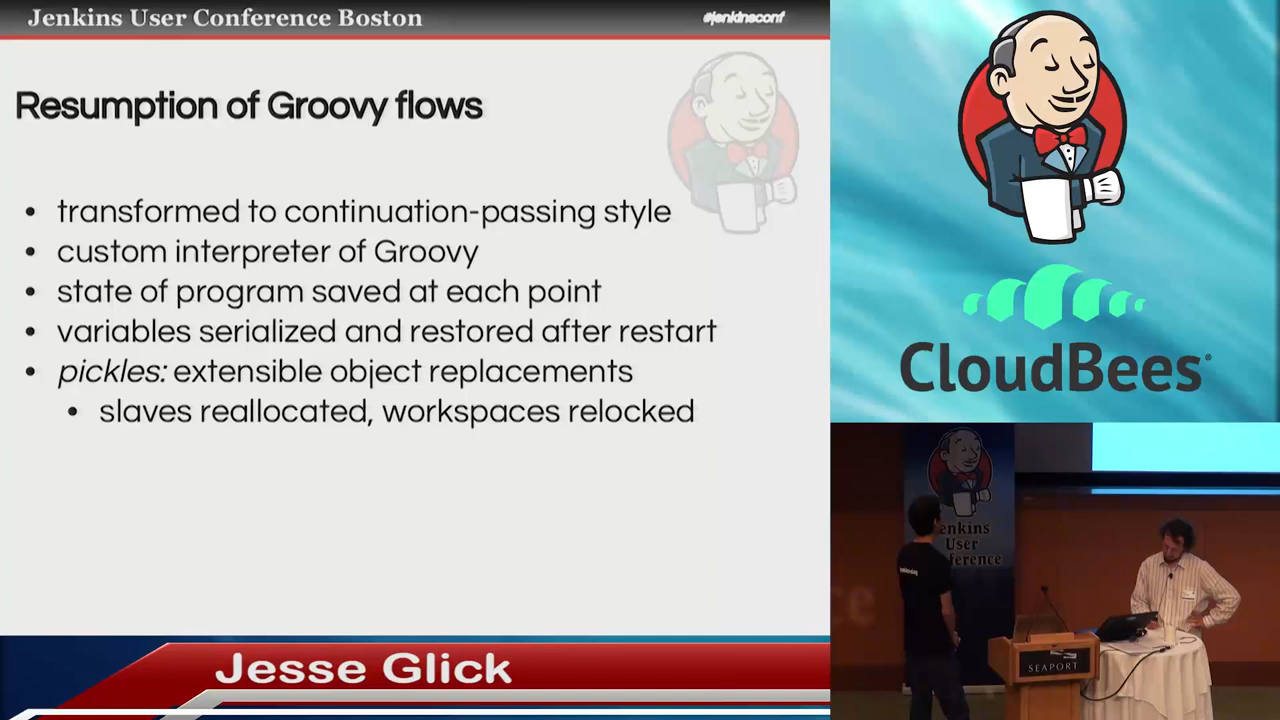 Jenkins User Conference Boston
#jenkinsconf
Resumption of Groovy flows
• transformed to continuation-passing style
• custom interpreter of Groovy
• state of program saved at each point
• variables serialized and restored after restart
• pickles: extensible object replacements
• slaves reallocated, workspaces relocked
Jesse Glick
CloudBees
enkins
User
ference
SEAPORT